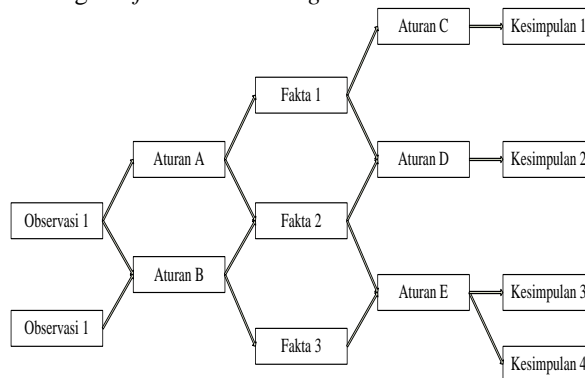 Aturan C
Kesimpulan 1
Fakta 1
Aturan A
Aturan D
Kesimpulan 2
Observasi 1
Fakta 2
Aturan B
Aturan E
Kesimpulan 3
Observasi 1
Fakta 3
Kesimpulan 4